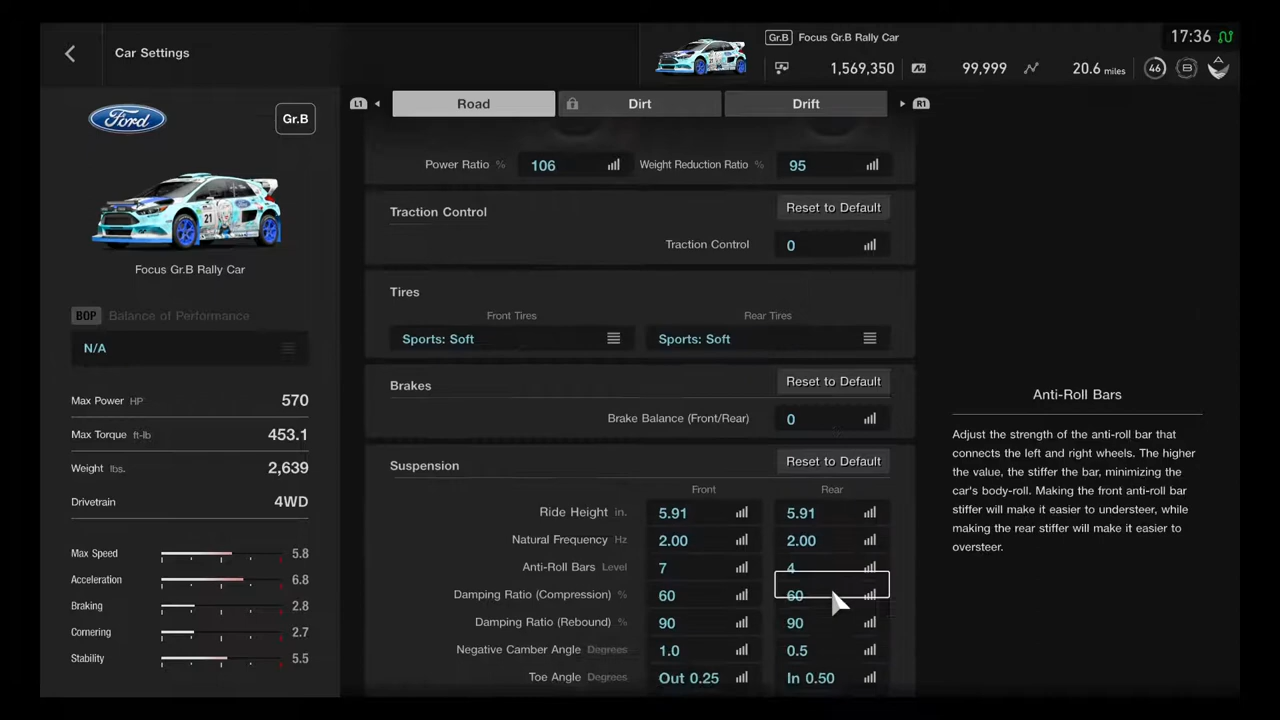 Car Settings
Gr.B Focus Gr.B Rally Car
17:36
1,569,350 99,999 20.6 miles 46
L1 Road Dirt Drift R1
Ford
Gr.B
21
Focus Gr.B Rally Car
BOP Balance of Performance
N/A
Max Power HP 570
Max Torque ft-lb 453.1
Weight lbs. 2,639
Drivetrain 4WD
Max Speed 5.8
Acceleration 6.8
Braking 2.8
Cornering 2.7
Stability 5.5
Power Ratio % 106 Weight Reduction Ratio % 95
Traction Control Reset to Default
Traction Control 0
Tires
Front Tires Rear Tires
Sports: Soft Sports: Soft
Brakes Reset to Default
Brake Balance (Front/Rear) 0
Suspension Reset to Default
Front Rear
Ride Height in. 5.91 5.91
Natural Frequency Hz 2.00 2.00
Anti-Roll Bars Level 7 4
Damping Ratio (Compression) % 60 60
Damping Ratio (Rebound) % 90 90
Negative Camber Angle Degrees 1.0 0.5
Toe Angle Degrees Out 0.25 In 0.50
Anti-Roll Bars
Adjust the strength of the anti-roll bar that
connects the left and right wheels. The higher
the value, the stiffer the bar, minimizing the
car's body-roll. Making the front anti-roll bar
stiffer will make it easier to understeer, while
making the rear stiffer will make it easier to
oversteer.